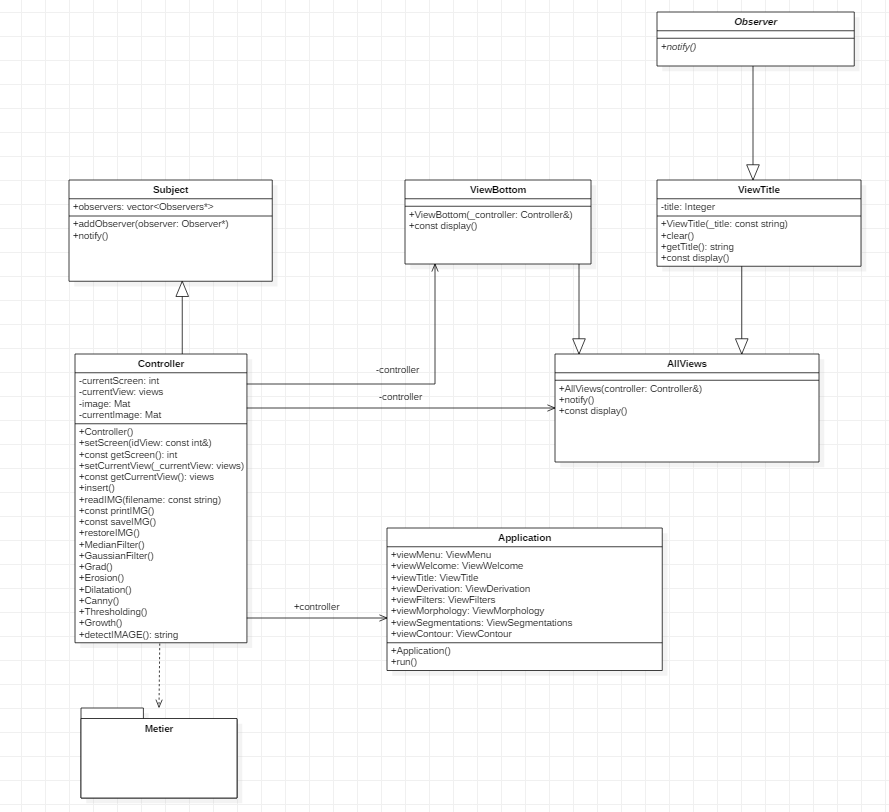 Observer
+notify()
Subject
+observers: vector<Observers*>
+addObserver(observer: Observer*)
+notify()
ViewBottom
+ViewBottom(_controller: Controller&)
+const display()
ViewTitle
-title: Integer
+ViewTitle(_title: const string)
+clear()
+getTitle(): string
+const display()
Controller
-currentScreen: int
-currentView: views
-image: Mat
-currentImage: Mat
+Controller()
+setScreen(idView: const int&)
+const getScreen(): int
+setCurrentView(_currentView: views)
+const getCurrentView(): views
+insert()
+readIMG(filename: const string)
+const printIMG()
+const saveIMG()
+restoreIMG()
+MedianFilter()
+GaussianFilter()
+Grad()
+Erosion()
+Dilatation()
+Canny()
+Thresholding()
+Growth()
+detectIMAGE(): string
-controller
-controller
AllViews
+AllViews(controller: Controller&)
+notify()
+const display()
+controller
Application
+viewMenu: ViewMenu
+viewWelcome: ViewWelcome
+viewTitle: ViewTitle
+viewDerivation: ViewDerivation
+viewFilters: ViewFilters
+viewMorphology: ViewMorphology
+viewSegmentations: ViewSegmentations
+viewContour: ViewContour
+Application()
+run()
Metier